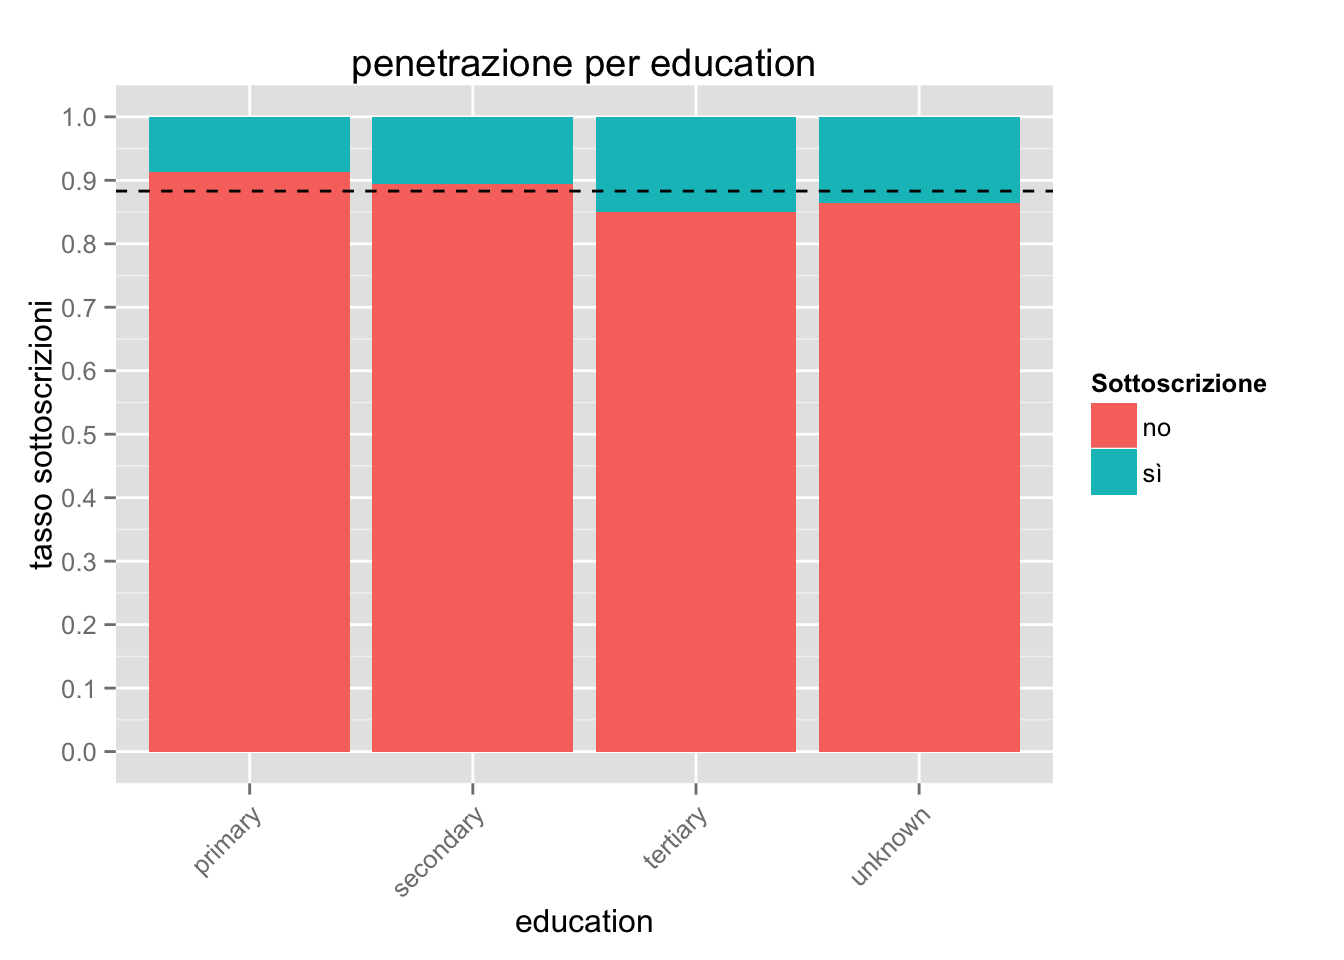 penetrazione per education
1.0
0.9
0.8
0.7
0.6
0.5
0.4
0.3
0.2
0.1
0.0
tasso sottoscrizioni
primary
secondary
tertiary
unknown
education
Sottoscrizione
no
sì